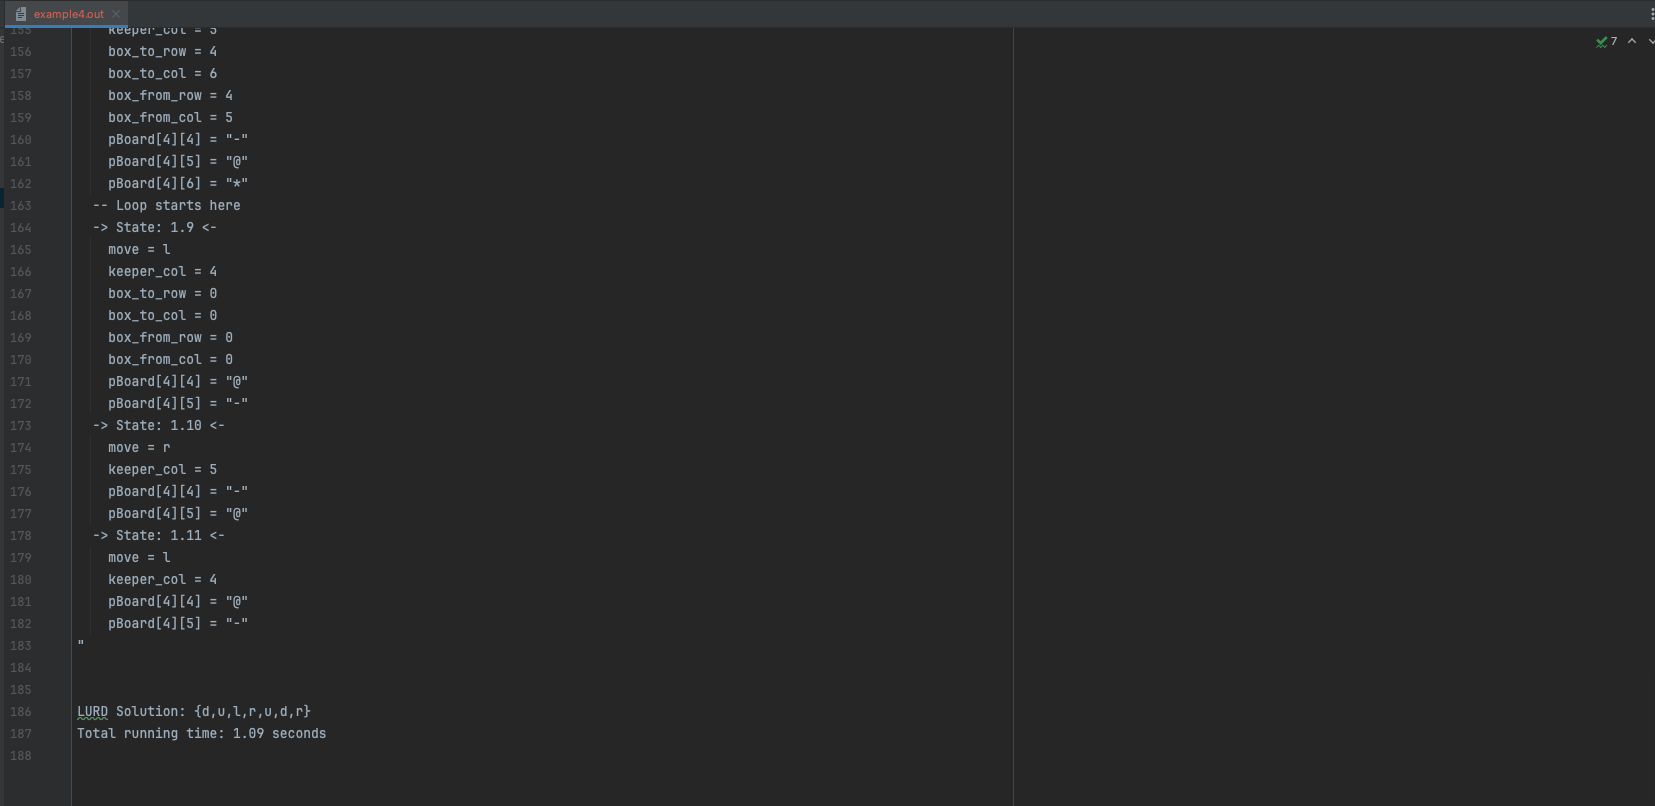 example4.out
155 keeper_col = 5
7
156 box_to_row = 4
157 box_to_col = 6
158 box_from_row = 4
159 box_from_col = 5
160 pBoard[4][4] = "-"
161 pBoard[4][5] = "@"
162 pBoard[4][6] = "*"
163 -- Loop starts here
164 -> State: 1.9 <-
165 move = l
166 keeper_col = 4
167 box_to_row = 0
168 box_to_col = 0
169 box_from_row = 0
170 box_from_col = 0
171 pBoard[4][4] = "@"
172 pBoard[4][5] = "-"
173 -> State: 1.10 <-
174 move = r
175 keeper_col = 5
176 pBoard[4][4] = "-"
177 pBoard[4][5] = "@"
178 -> State: 1.11 <-
179 move = l
180 keeper_col = 4
181 pBoard[4][4] = "@"
182 pBoard[4][5] = "-"
183 "
184
185
186 LURD Solution: {d,u,l,r,u,d,r}
187 Total running time: 1.09 seconds
188